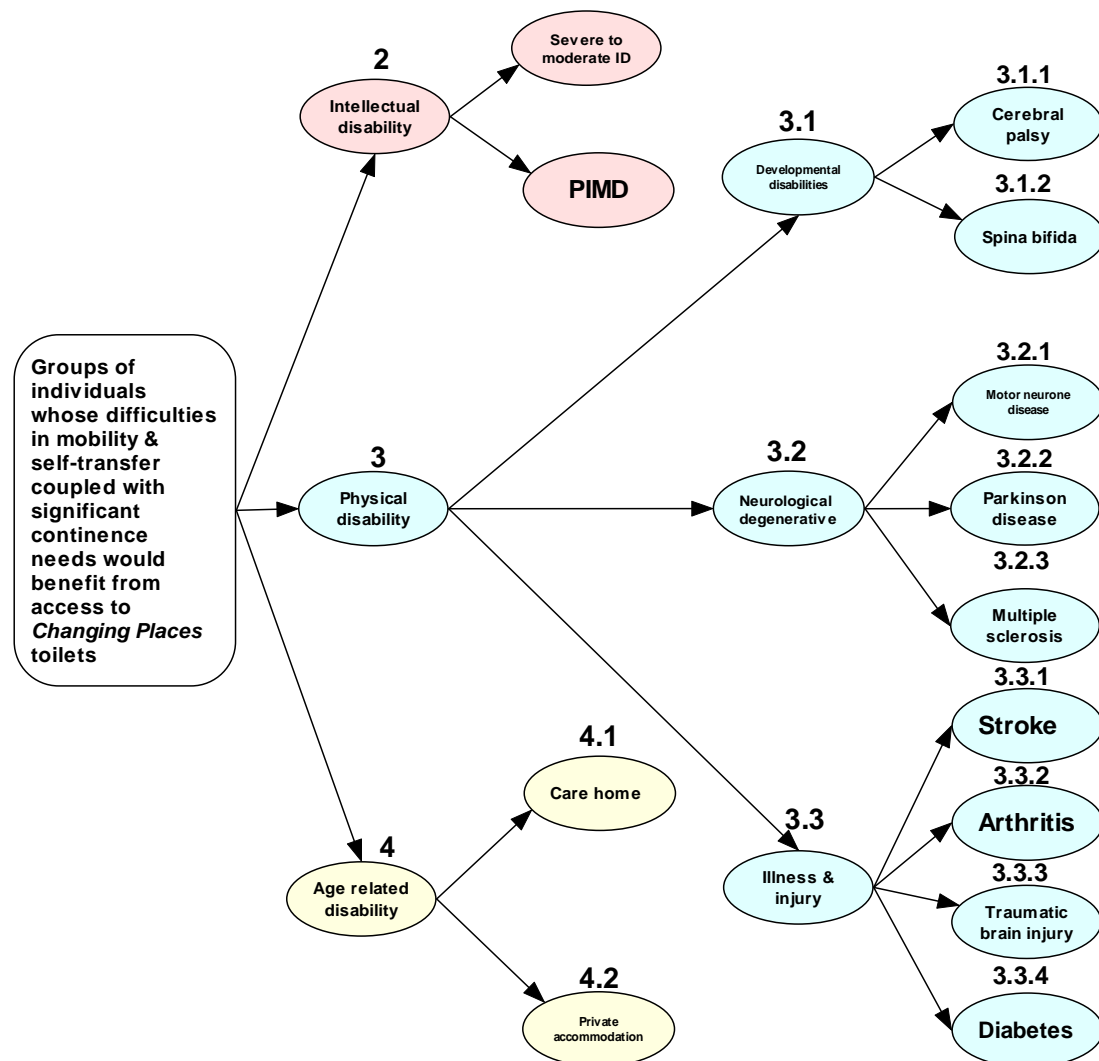 Groups of
individuals
whose difficulties
in mobility &
self-transfer
coupled with
significant
continence
needs would
benefit from
access to
Changing Places
toilets
2
Intellectual
disability
Severe to
moderate ID
PIMD
3
Physical
disability
3.1
Developmental
disabilities
3.1.1
Cerebral
palsy
3.1.2
Spina bifida
3.2
Neurological
degenerative
3.2.1
Motor neurone
disease
3.2.2
Parkinson
disease
3.2.3
Multiple
sclerosis
3.3
Illness &
injury
3.3.1
Stroke
3.3.2
Arthritis
3.3.3
Traumatic
brain injury
3.3.4
Diabetes
4
Age related
disability
4.1
Care home
4.2
Private
accommodation